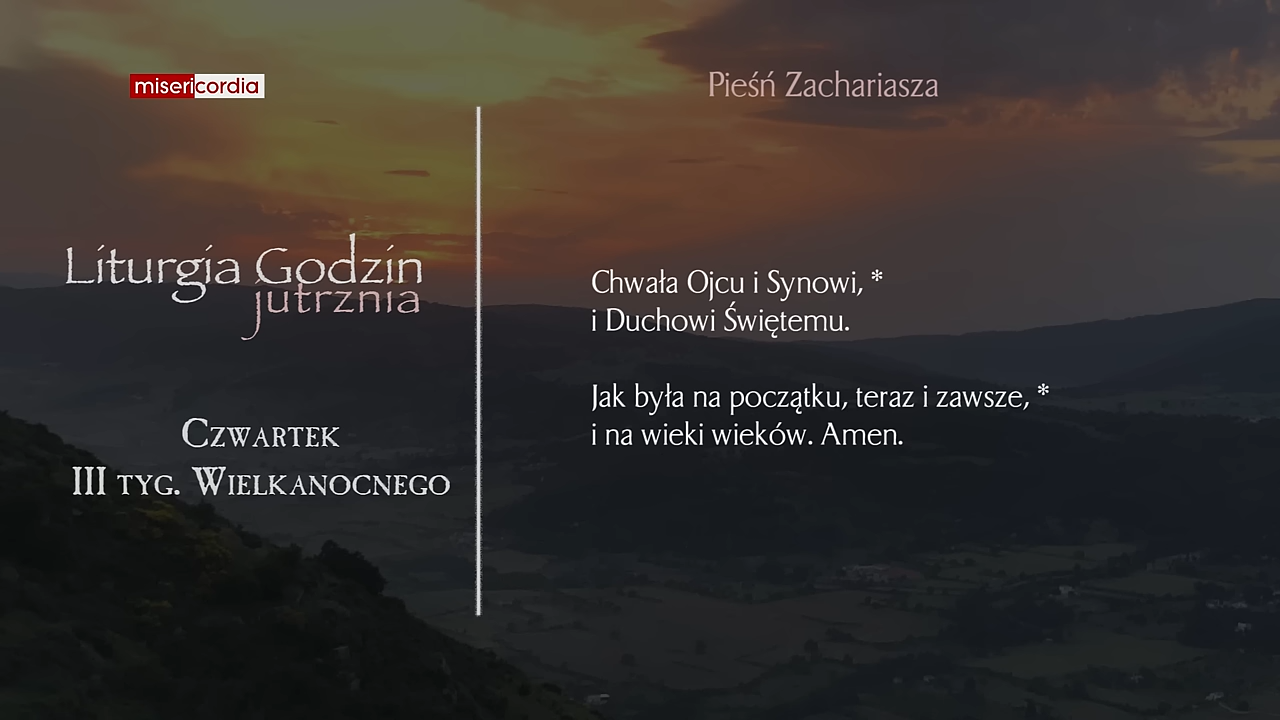 misericordia
Liturgia Godzin
jutrznia
Czwartek
III tyg. Wielkanocnego
Pieśń Zachariasza
Chwała Ojcu i Synowi, *
i Duchowi Świętemu.
Jak była na początku, teraz i zawsze, *
i na wieki wieków. Amen.